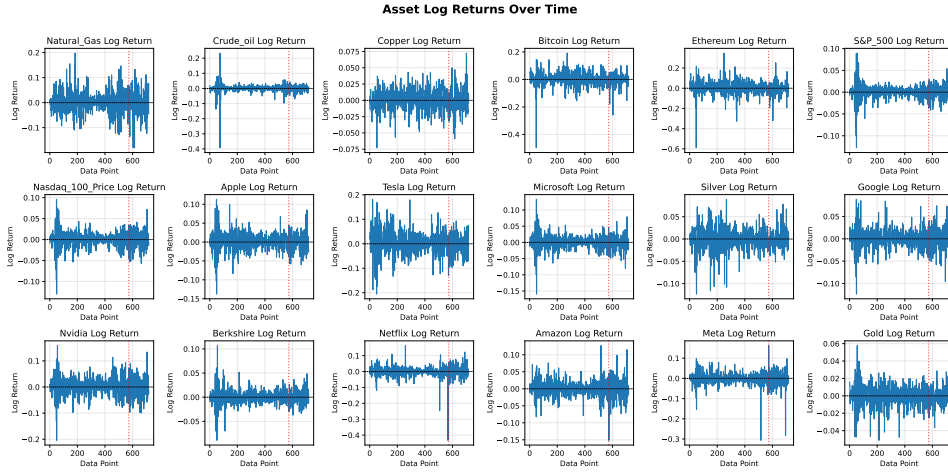 Asset Log Returns Over Time
Natural_Gas Log Return
Crude_oil Log Return
Copper Log Return
Bitcoin Log Return
Ethereum Log Return
S&P_500 Log Return
Log Return
0.2
0.1
0.0
−0.1
0 200 400 600
Data Point
Log Return
0.2
0.1
0.0
−0.1
−0.2
−0.3
−0.4
0 200 400 600
Data Point
Log Return
0.075
0.050
0.025
0.000
−0.025
−0.050
−0.075
0 200 400 600
Data Point
Log Return
0.2
0.0
−0.2
−0.4
0 200 400 600
Data Point
Log Return
0.4
0.2
0.0
−0.2
−0.4
−0.6
0 200 400 600
Data Point
Log Return
0.10
0.05
0.00
−0.05
−0.10
0 200 400 600
Data Point
Nasdaq_100_Price Log Return
Apple Log Return
Tesla Log Return
Microsoft Log Return
Silver Log Return
Google Log Return
Log Return
0.10
0.05
0.00
−0.05
−0.10
0 200 400 600
Data Point
Log Return
0.10
0.05
0.00
−0.05
−0.10
−0.15
0 200 400 600
Data Point
Log Return
0.2
0.1
0.0
−0.1
−0.2
0 200 400 600
Data Point
Log Return
0.15
0.10
0.05
0.00
−0.05
−0.10
−0.15
0 200 400 600
Data Point
Log Return
0.10
0.05
0.00
−0.05
−0.10
0 200 400 600
Data Point
Log Return
0.05
0.00
−0.05
−0.10
0 200 400 600
Data Point
Nvidia Log Return
Berkshire Log Return
Netflix Log Return
Amazon Log Return
Meta Log Return
Gold Log Return
Log Return
0.1
0.0
−0.1
−0.2
0 200 400 600
Data Point
Log Return
0.10
0.05
0.00
−0.05
0 200 400 600
Data Point
Log Return
0.1
0.0
−0.1
−0.2
−0.3
−0.4
0 200 400 600
Data Point
Log Return
0.10
0.05
0.00
−0.05
−0.10
−0.15
0 200 400 600
Data Point
Log Return
0.1
0.0
−0.1
−0.2
−0.3
0 200 400 600
Data Point
Log Return
0.06
0.04
0.02
0.00
−0.02
−0.04
0 200 400 600
Data Point